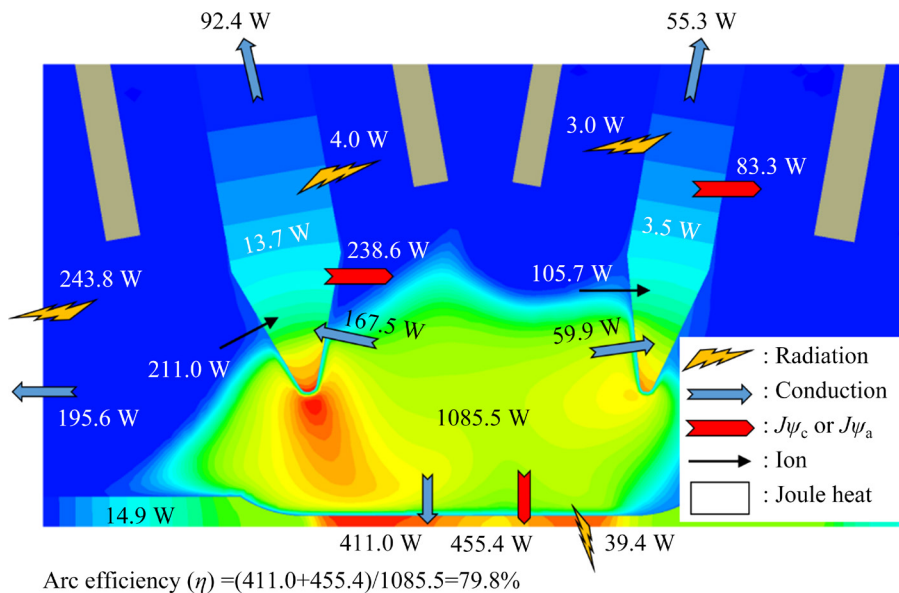 92.4 W
55.3 W
4.0 W
3.0 W
83.3 W
13.7 W
3.5 W
238.6 W
243.8 W
105.7 W
167.5 W
59.9 W
211.0 W
195.6 W
1085.5 W
: Radiation
: Conduction
: Jψc or Jψa
: Ion
: Joule heat
14.9 W
411.0 W
455.4 W
39.4 W
Arc efficiency (η) =(411.0+455.4)/1085.5=79.8%